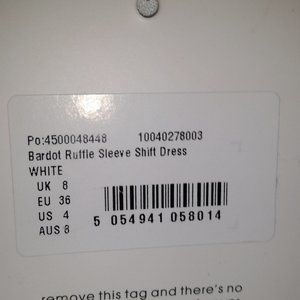 Po:4500048448 10040278003
Bardot Ruffle Sleeve Shift Dress
WHITE
UK 8
EU 36
US 4
AUS 8
5 054941 058014
remove this tag and there's no